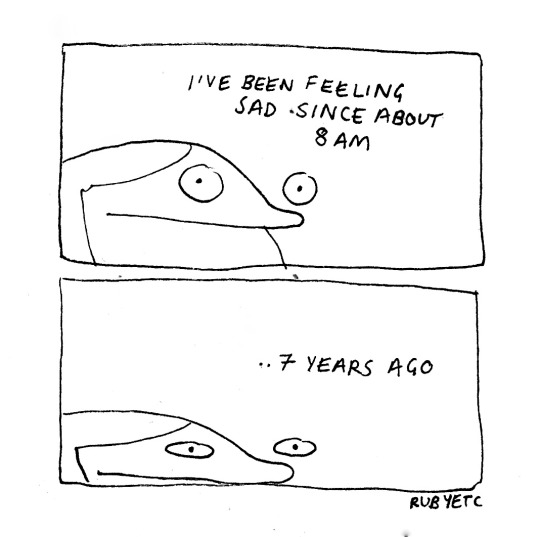 I'VE BEEN FEELING
SAD SINCE ABOUT
8 AM
..7 YEARS AGO
RUBYETC